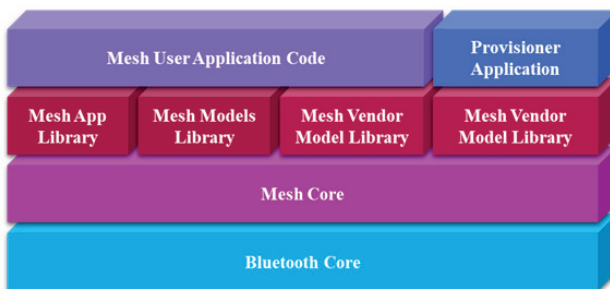 Mesh User Application Code
Provisioner
Application
Mesh App
Library
Mesh Models
Library
Mesh Vendor
Model Library
Mesh Vendor
Model Library
Mesh Core
Bluetooth Core